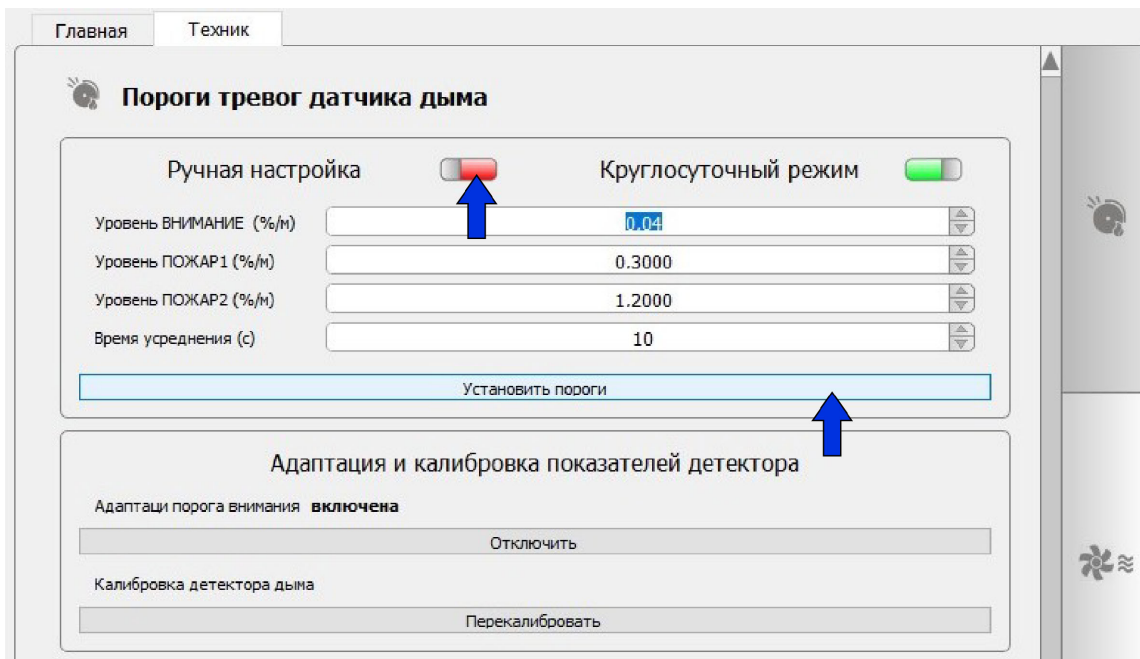 Главная Техник
Пороги тревог датчика дыма
Ручная настройка Круглосуточный режим
Уровень ВНИМАНИЕ (%/м) 0.04
Уровень ПОЖАР1 (%/м) 0.3000
Уровень ПОЖАР2 (%/м) 1.2000
Время усреднения (с) 10
Установить пороги
Адаптация и калибровка показателей детектора
Адаптаци порога внимания включена
Отключить
Калибровка детектора дыма
Перекалибровать